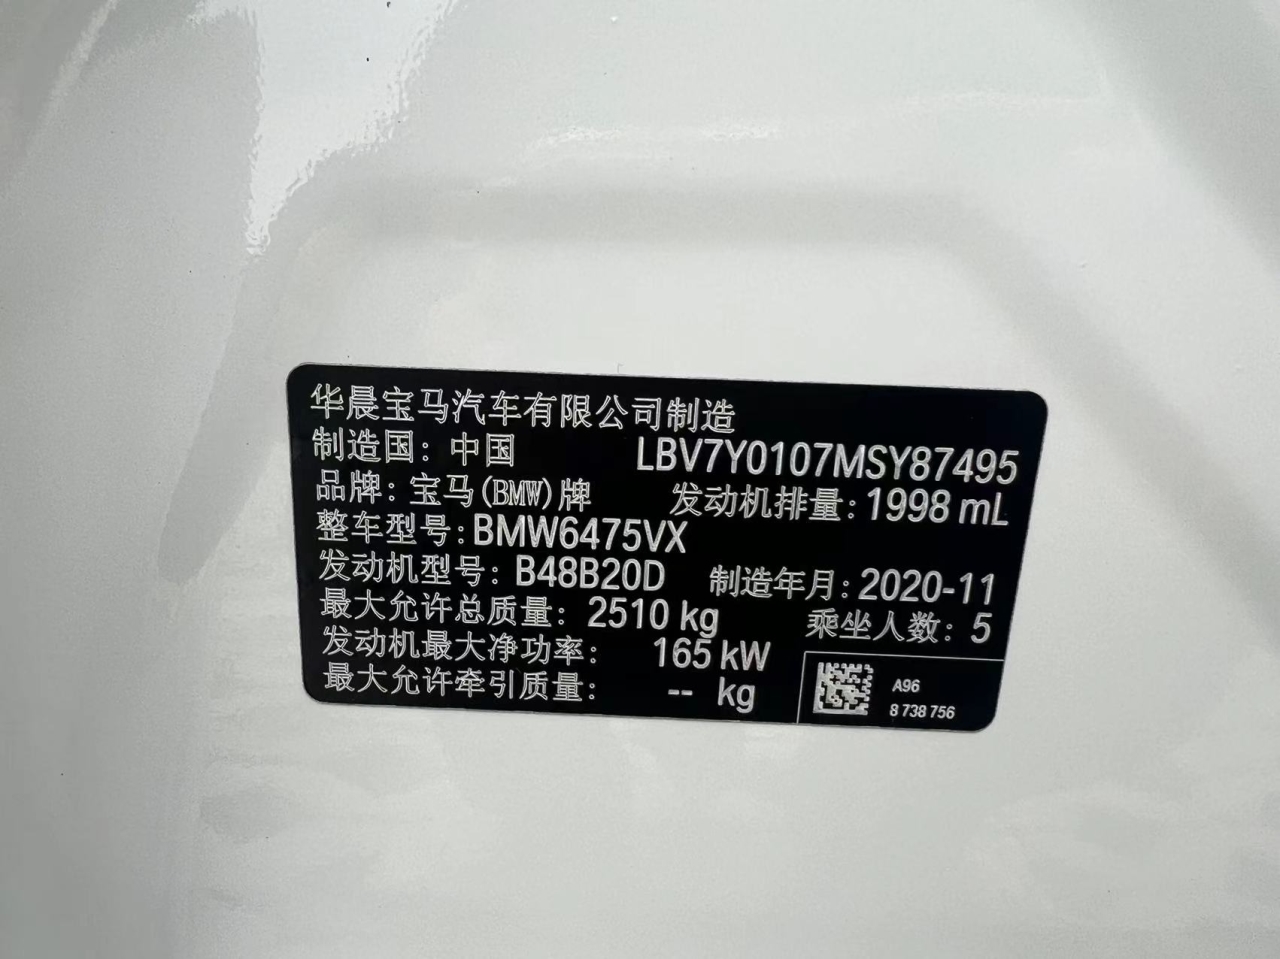 华晨宝马汽车有限公司制造
制造国：中国 LBV7Y0107MSY87495
品牌：宝马(BMW)牌 发动机排量：1998 mL
整车型号：BMW6475VX
发动机型号：B48B20D 制造年月：2020-11
最大允许总质量：2510 kg 乘坐人数：5
发动机最大净功率：165 kW
最大允许牵引质量：-- kg
A96
8 738 756